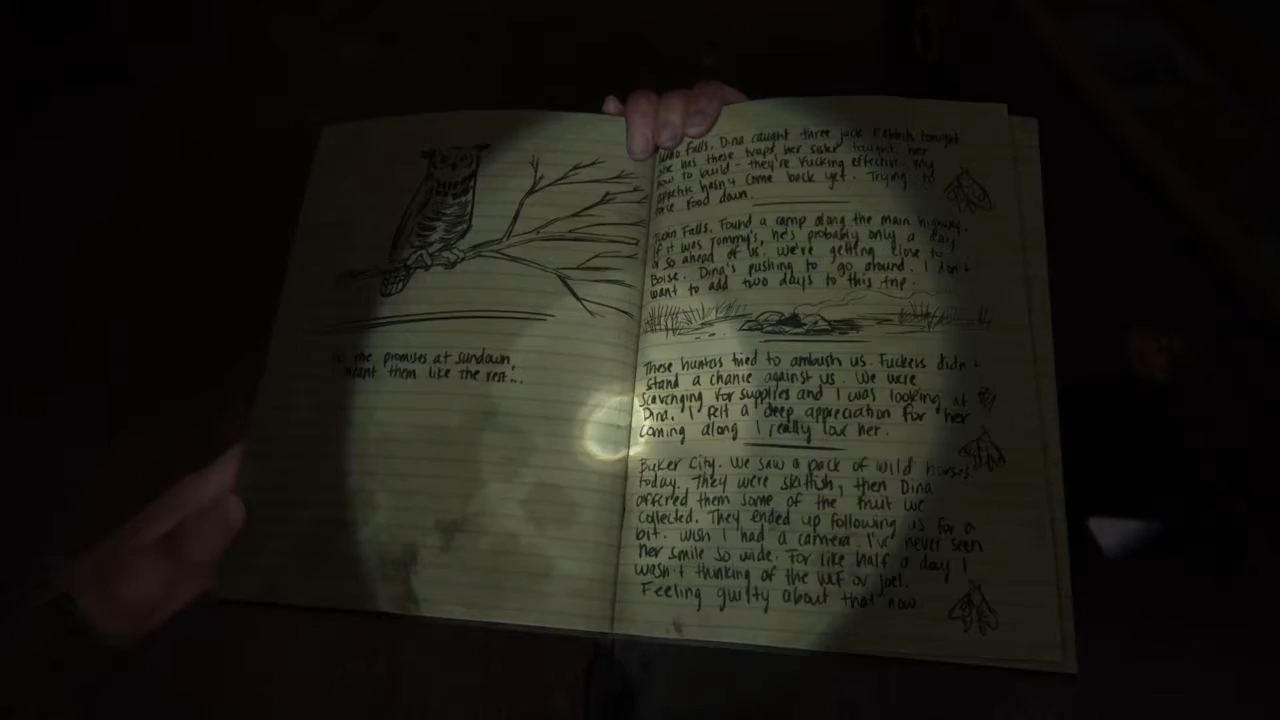 the promises at sundown,
meant them like the rest...
Falls. Dina caught three jack rabbits tonight
she has these traps her sister taught her
how to build - they're fucking effective. My
appetite hasn't come back yet. Trying to
force food down.
Twin Falls. Found a camp along the main highway.
If it was Tommy's, he's probably only a day
or so ahead of us. We're getting close to
Boise. Dina's pushing to go around. I don't
want to add two days to this trip.
These hunters tried to ambush us. Fuckers didn't
stand a chance against us. We were
scavenging for supplies and I was looking at
Dina. I felt a deep appreciation for her
coming along I really love her.
Baker City. We saw a pack of wild horses
today. They were skittish, then Dina
offered them some of the fruit we
collected. They ended up following us for a
bit. Wish I had a camera. I've never seen
her smile so wide. For like half a day I
wasn't thinking of the WLF or Joel.
Feeling guilty about that now.